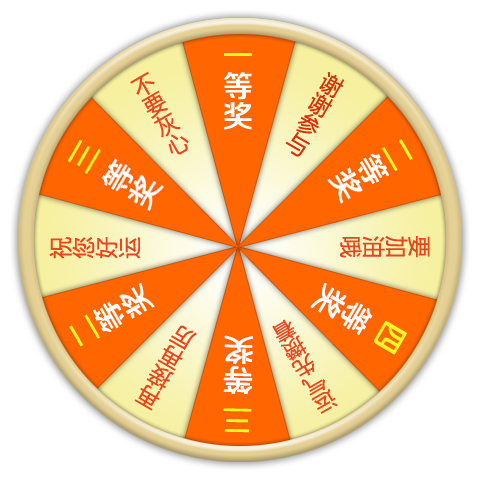 一等奖
谢谢参与
二等奖
要加油哦
四等奖
运气先攒着
三等奖
再接再厉
二等奖
祝您好运
三等奖
不要灰心